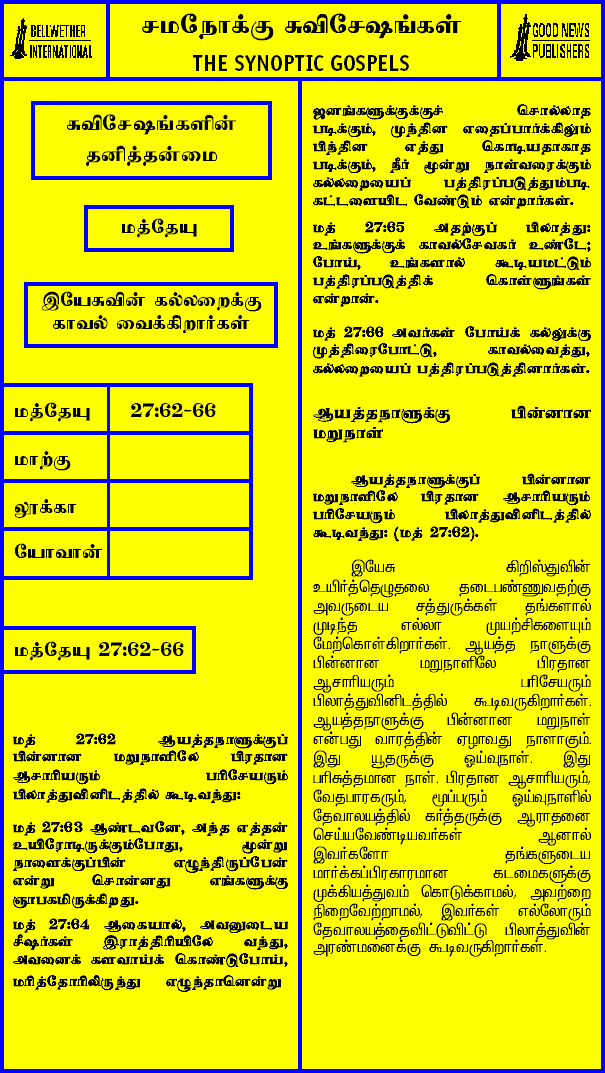 BELLWETHER
INTERNATIONAL
சமநோக்கு சுவிசேஷங்கள்
THE SYNOPTIC GOSPELS
GOOD NEWS
PUBLISHERS
சுவிசேஷங்களின்
தனித்தன்மை
மத்தேயு
இயேசுவின் கல்லறைக்கு
காவல் வைக்கிறார்கள்
மத்தேயு 27:62-66
மாற்கு
லூக்கா
யோவான்
மத்தேயு 27:62-66
மத் 27:62 ஆயத்தநாளுக்குப்
பின்னான மறுநாளிலே பிரதான
ஆசாரியரும் பரிசேயரும்
பிலாத்துவினிடத்தில் கூடிவந்து:
மத் 27:63 ஆண்டவனே, அந்த எத்தன்
உயிரோடிருக்கும்போது, மூன்று
நாளைக்குப்பின் எழுந்திருப்பேன்
என்று சொன்னது எங்களுக்கு
ஞாபகமிருக்கிறது.
மத் 27:64 ஆகையால், அவனுடைய
சீஷர்கள் இராத்திரியிலே வந்து,
அவனைக் களவாய்க் கொண்டுபோய்,
மரித்தோரிலிருந்து எழுந்தானென்று
ஜனங்களுக்குக்குச் சொல்லாத
படிக்கும், முந்தின எதைப்பார்க்கிலும்
பிந்தின எத்து கொடியதாகாத
படிக்கும், நீர் மூன்று நாள்வரைக்கும்
கல்லறையைப் பத்திரப்படுத்தும்படி
கட்டளையிட வேண்டும் என்றார்கள்.
மத் 27:65 அதற்குப் பிலாத்து:
உங்களுக்குக் காவல்சேவகர் உண்டே;
போய், உங்களால் கூடியமட்டும்
பத்திரப்படுத்திக் கொள்ளுங்கள்
என்றான்.
மத் 27:66 அவர்கள் போய்க் கல்லுக்கு
முத்திரைபோட்டு, காவல்வைத்து,
கல்லறையைப் பத்திரப்படுத்தினார்கள்.
ஆயத்தநாளுக்கு பின்னான
மறுநாள்
ஆயத்தநாளுக்குப் பின்னான
மறுநாளிலே பிரதான ஆசாரியரும்
பரிசேயரும் பிலாத்துவினிடத்தில்
கூடிவந்து: (மத் 27:62).
இயேசு கிறிஸ்துவின்
உயிர்த்தெழுதலை தடைபண்ணுவதற்கு
அவருடைய சத்துருக்கள் தங்களால்
முடிந்த எல்லா முயற்சிகளையும்
மேற்கொள்கிறார்கள். ஆயத்த நாளுக்கு
பின்னான மறுநாளிலே பிரதான
ஆசாரியரும் பரிசேயரும்
பிலாத்துவினிடத்தில் கூடிவருகிறார்கள்.
ஆயத்தநாளுக்கு பின்னான மறுநாள்
என்பது வாரத்தின் ஏழாவது நாளாகும்.
இது யூதருக்கு ஓய்வுநாள். இது
பரிசுத்தமான நாள். பிரதான ஆசாரியரும்,
வேதபாரகரும், மூப்பரும் ஓய்வுநாளில்
தேவாலயத்தில் கர்த்தருக்கு ஆராதனை
செய்யவேண்டியவர்கள் ஆனால்
இவர்களோ தங்களுடைய
மார்க்கப்பிரகாரமான கடமைகளுக்கு
முக்கியத்துவம் கொடுக்காமல், அவற்றை
நிறைவேற்றாமல், இவர்கள் எல்லோரும்
தேவாலயத்தைவிட்டுவிட்டு பிலாத்துவின்
அரண்மனைக்கு கூடிவருகிறார்கள்.